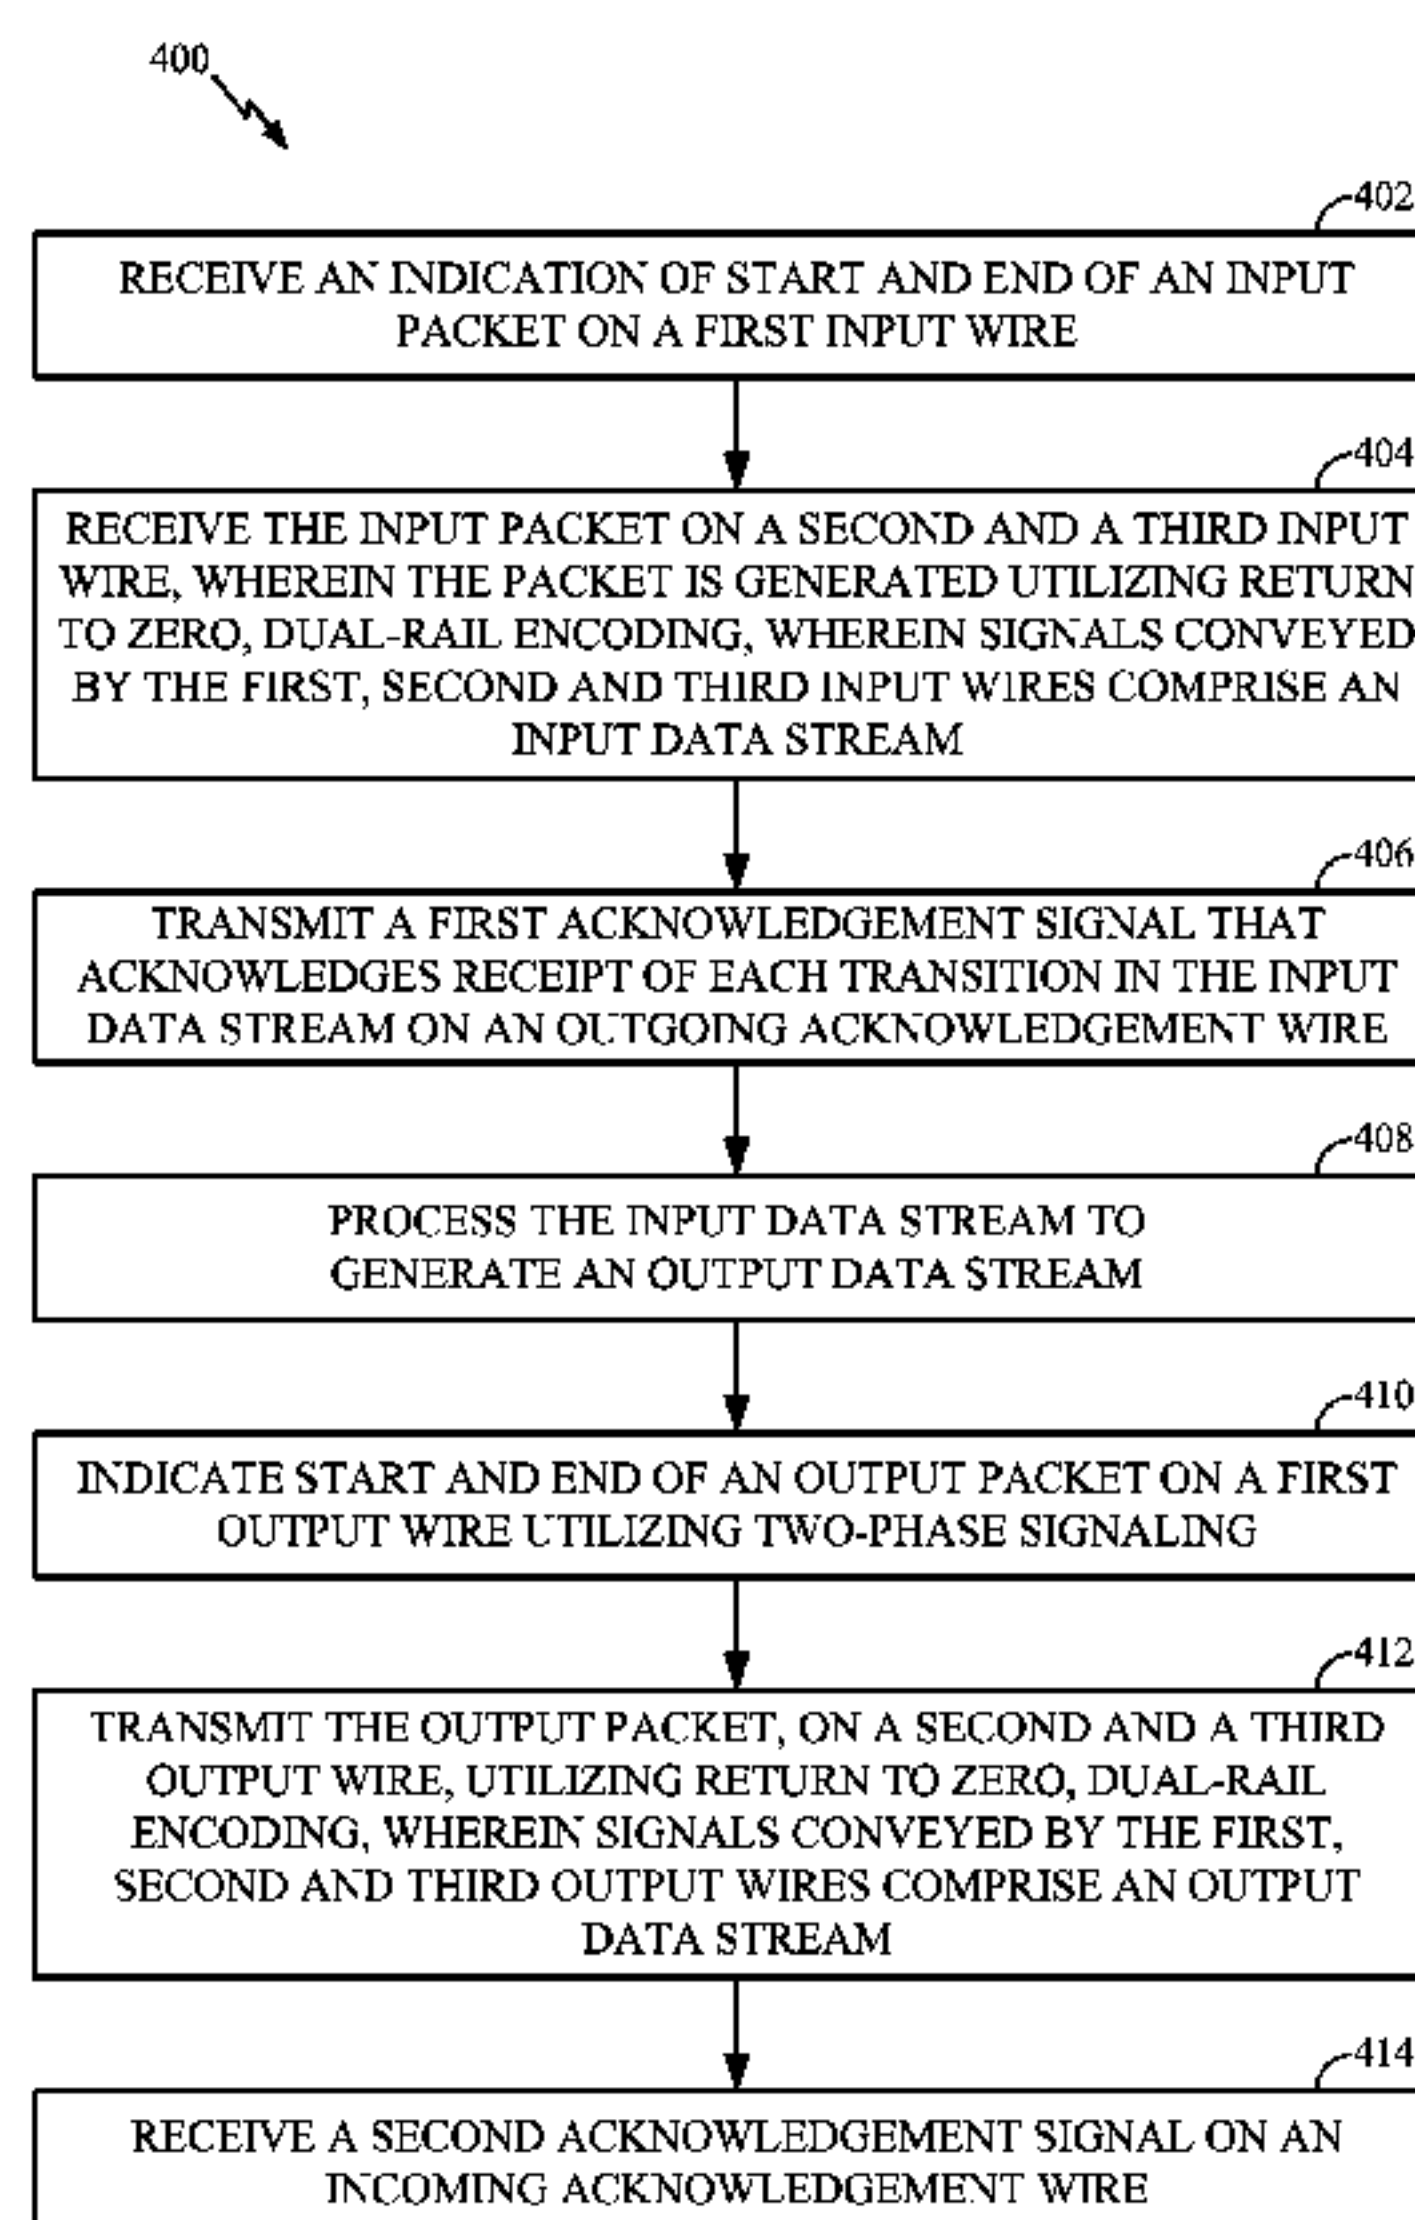 400
402
RECEIVE AN INDICATION OF START AND END OF AN INPUT
PACKET ON A FIRST INPUT WIRE
404
RECEIVE THE INPUT PACKET ON A SECOND AND A THIRD INPUT
WIRE, WHEREIN THE PACKET IS GENERATED UTILIZING RETURN
TO ZERO, DUAL-RAIL ENCODING, WHEREIN SIGNALS CONVEYED
BY THE FIRST, SECOND AND THIRD INPUT WIRES COMPRISE AN
INPUT DATA STREAM
406
TRANSMIT A FIRST ACKNOWLEDGEMENT SIGNAL THAT
ACKNOWLEDGES RECEIPT OF EACH TRANSITION IN THE INPUT
DATA STREAM ON AN OUTGOING ACKNOWLEDGEMENT WIRE
408
PROCESS THE INPUT DATA STREAM TO
GENERATE AN OUTPUT DATA STREAM
410
INDICATE START AND END OF AN OUTPUT PACKET ON A FIRST
OUTPUT WIRE UTILIZING TWO-PHASE SIGNALING
412
TRANSMIT THE OUTPUT PACKET, ON A SECOND AND A THIRD
OUTPUT WIRE, UTILIZING RETURN TO ZERO, DUAL-RAIL
ENCODING, WHEREIN SIGNALS CONVEYED BY THE FIRST,
SECOND AND THIRD OUTPUT WIRES COMPRISE AN OUTPUT
DATA STREAM
414
RECEIVE A SECOND ACKNOWLEDGEMENT SIGNAL ON AN
INCOMING ACKNOWLEDGEMENT WIRE